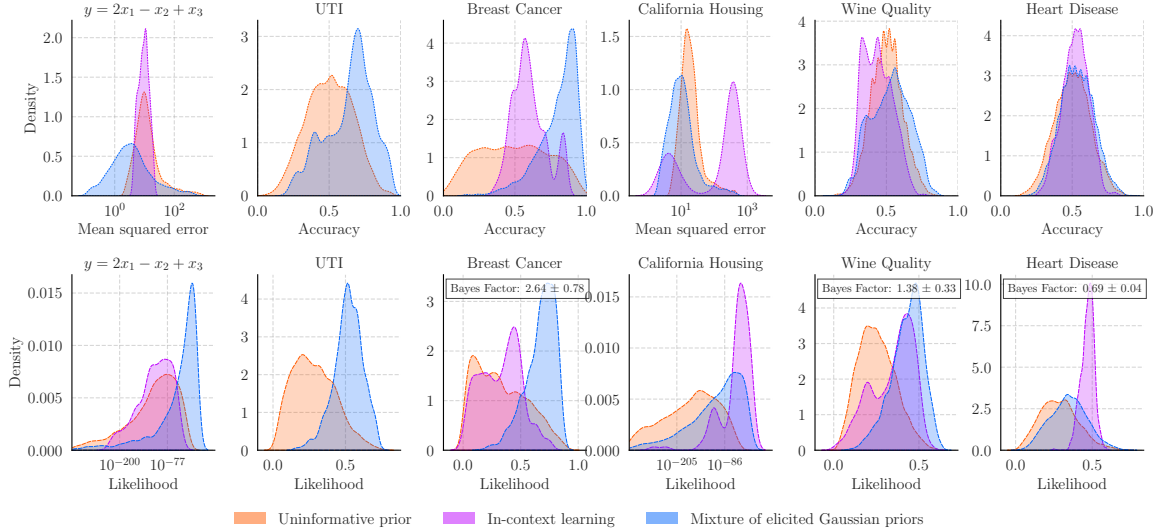 y = 2x₁ − x₂ + x₃ UTI Breast Cancer California Housing Wine Quality Heart Disease
Density
2.0 1.5 1.0 0.5 0.0
10⁰ 10²
Mean squared error
3 2 1 0
0.0 0.5 1.0
Accuracy
4 3 2 1 0
0.0 0.5 1.0
Accuracy
1.5 1.0 0.5 0.0
10¹ 10³
Mean squared error
4 3 2 1 0
0.0 0.5 1.0
Accuracy
4 3 2 1 0
0.0 0.5 1.0
Accuracy
y = 2x₁ − x₂ + x₃ UTI Breast Cancer California Housing Wine Quality Heart Disease
Density
0.015 0.010 0.005 0.000
10⁻²⁰⁰ 10⁻⁷⁷
Likelihood
4 3 2 1 0
0.0 0.5
Likelihood
Bayes Factor: 2.64 ± 0.78
3 2 1 0
0.0 0.5 1.0
Likelihood
0.015 0.010 0.005 0.000
10⁻²⁰⁵ 10⁻⁸⁶
Likelihood
Bayes Factor: 1.38 ± 0.33
4 3 2 1 0
0.0 0.5
Likelihood
Bayes Factor: 0.69 ± 0.04
10.0 7.5 5.0 2.5 0.0
0.0 0.5
Likelihood
Uninformative prior In-context learning Mixture of elicited Gaussian priors